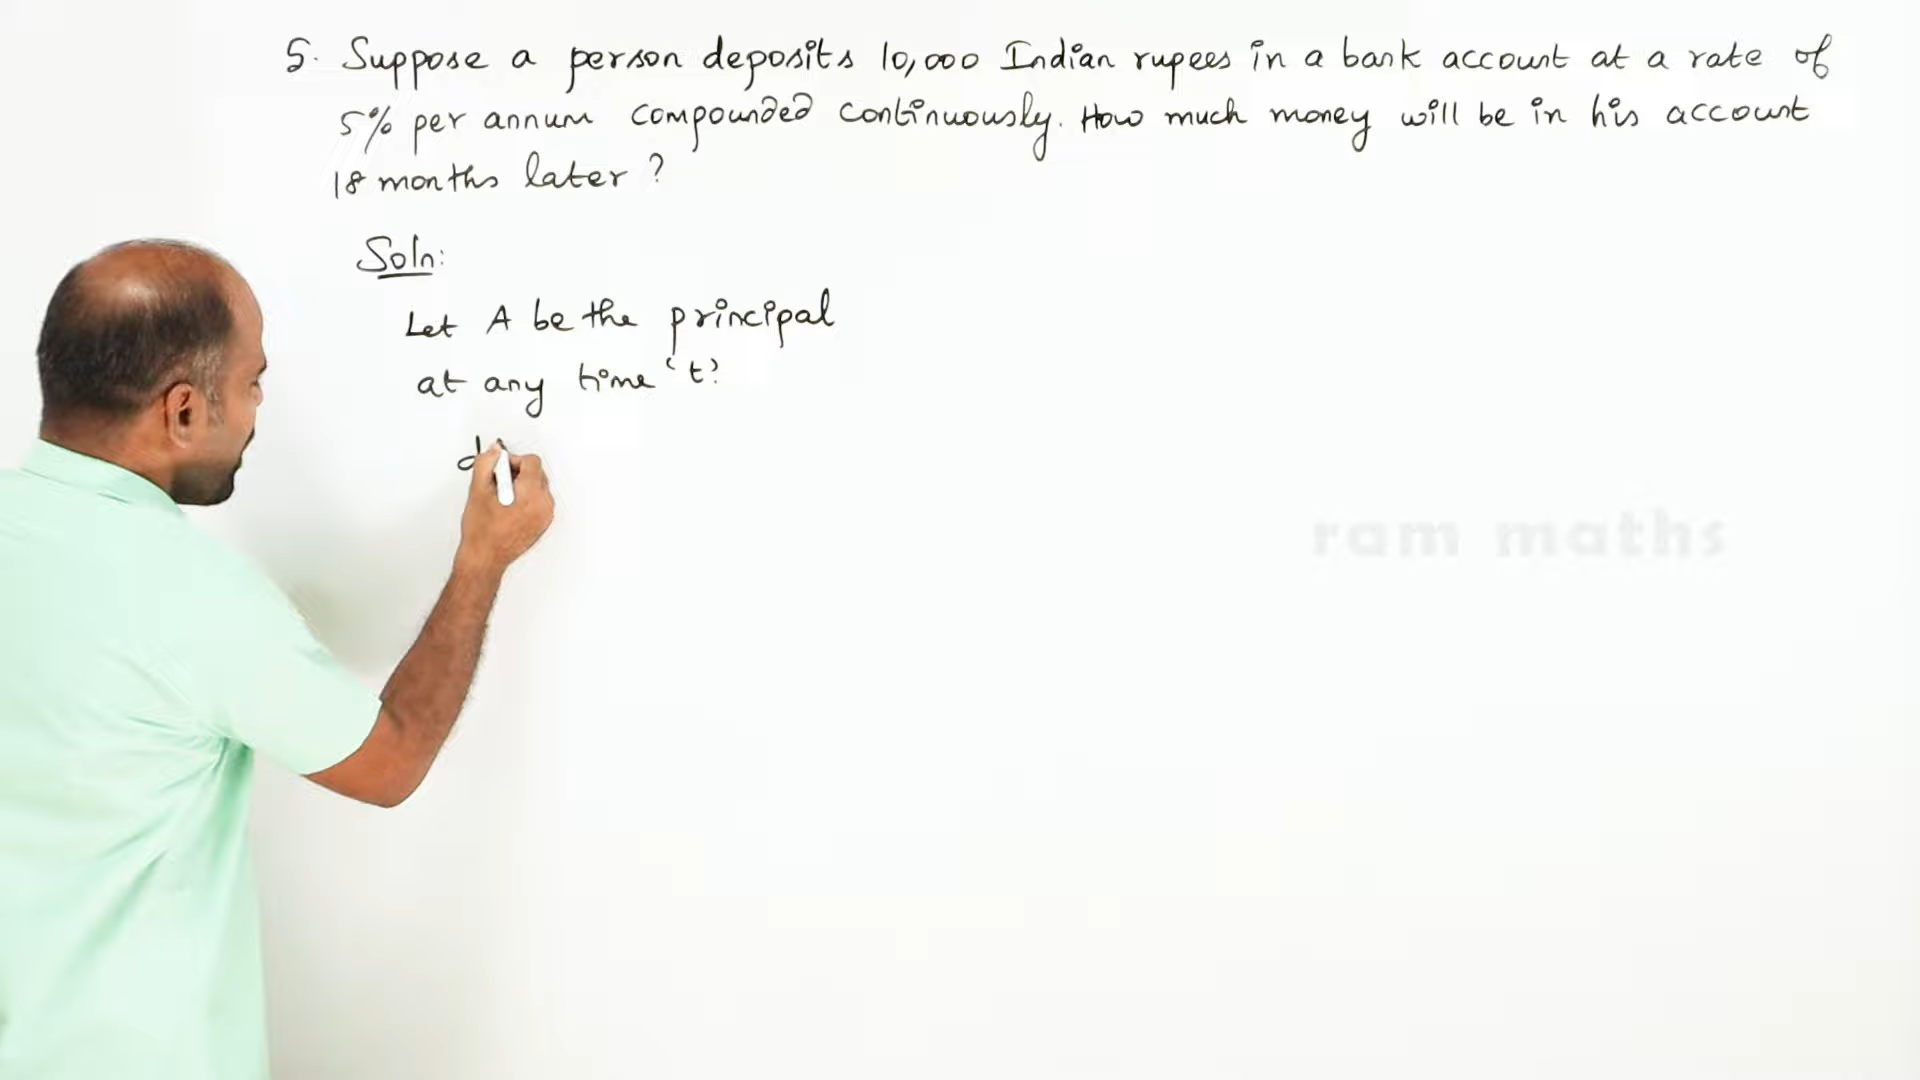 5. Suppose a person deposits 10,000 Indian rupees in a bank account at a rate of
5% per annum compounded continuously. How much money will be in his account
18 months later ?
Soln:
Let A be the principal
at any time 't'
d
ram maths